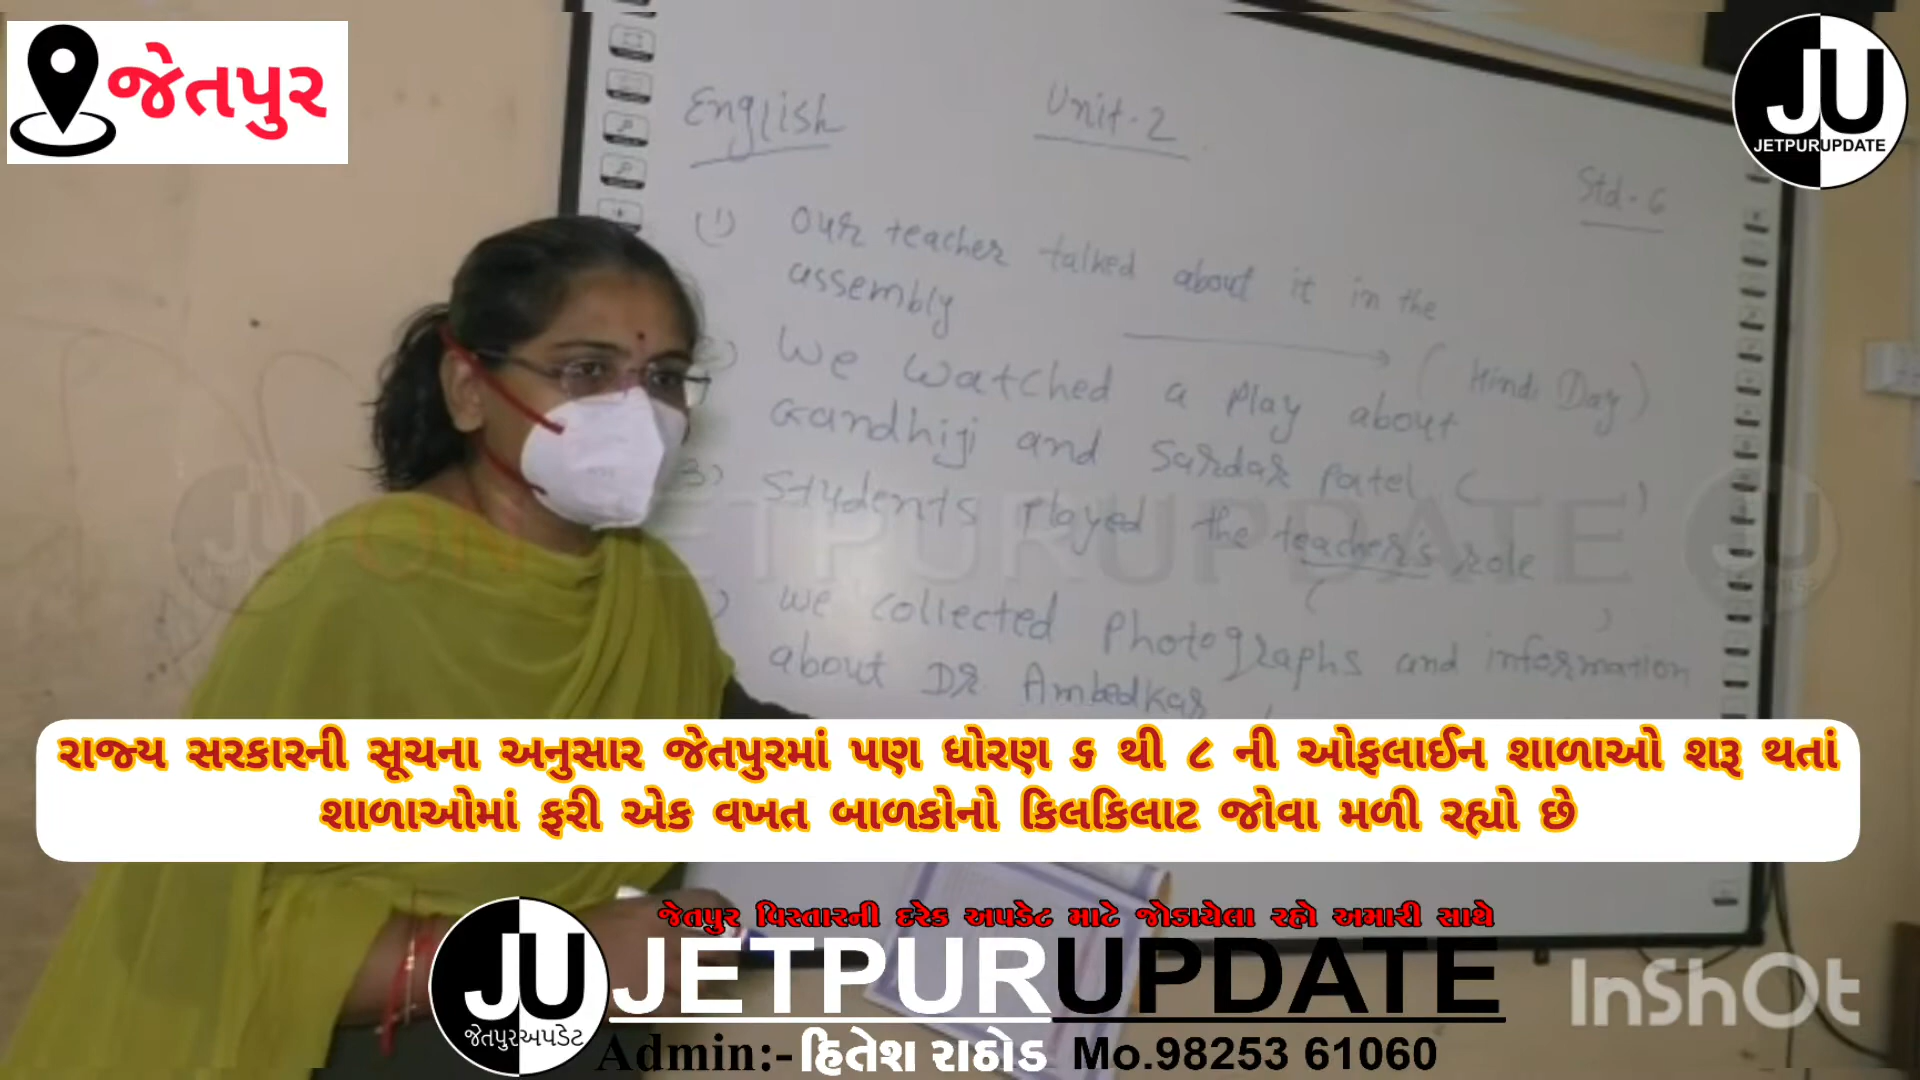 જેતપુર
JU
JETPURUPDATE
English
Unit-2
Std-6
(1) Our teacher talked about it in the
assembly
(Hindi Day)
We watched a play about
Gandhiji and Sardar Patel ( )
3) Students played the teacher's role
( )
We collected photographs and information
about Dr. Ambedkar
JU
JETPURUPDATE
JU
રાજ્ય સરકારની સૂચના અનુસાર જેતપુરમાં પણ ધોરણ ૬ થી ૮ ની ઓફલાઈન શાળાઓ શરૂ થતાં
શાળાઓમાં ફરી એક વખત બાળકોનો કિલકિલાટ જોવા મળી રહ્યો છે
જેતપુર વિસ્તારની દરેક અપડેટ માટે જોડાયેલા રહો અમારી સાથે
JU
જેતપુરઅપડેટ
JETPURUPDATE
Admin:- હિતેશ રાઠોડ Mo.98253 61060
InShOt